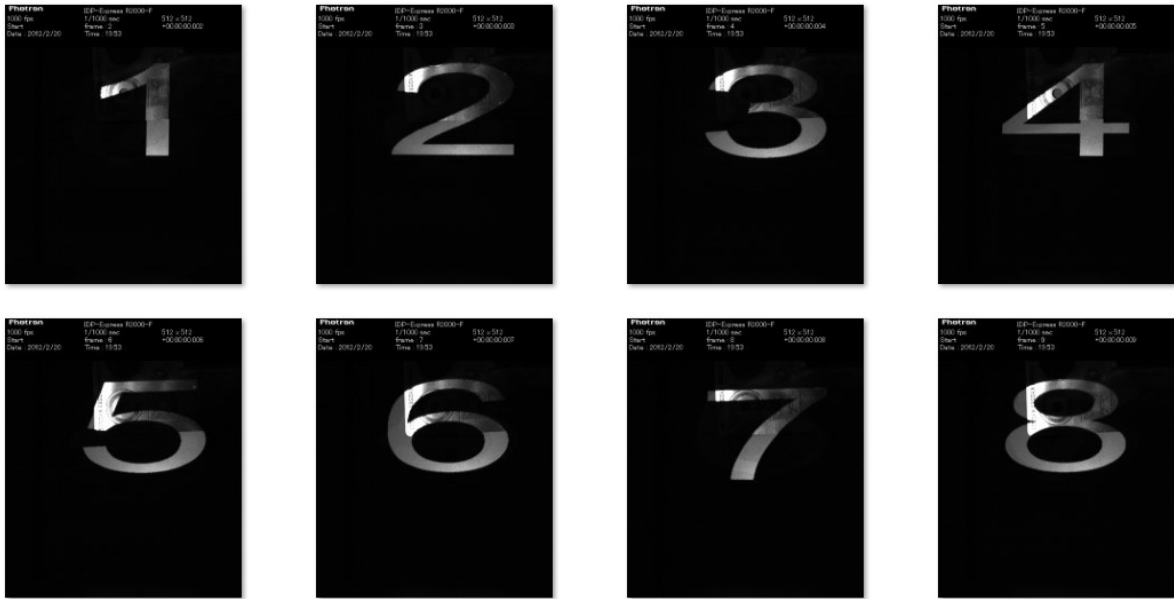 Photron IDP-Express R2000-F
1000 fps 1/1000 sec 512 x 512
Start frame : 2 +00:00:00.002
Date : 2012/2/20 Time : 19:53
1
Photron IDP-Express R2000-F
1000 fps 1/1000 sec 512 x 512
Start frame : 3 +00:00:00.003
Date : 2012/2/20 Time : 19:53
2
Photron IDP-Express R2000-F
1000 fps 1/1000 sec 512 x 512
Start frame : 4 +00:00:00.004
Date : 2012/2/20 Time : 19:53
3
Photron IDP-Express R2000-F
1000 fps 1/1000 sec 512 x 512
Start frame : 5 +00:00:00.005
Date : 2012/2/20 Time : 19:53
4
Photron IDP-Express R2000-F
1000 fps 1/1000 sec 512 x 512
Start frame : 6 +00:00:00.006
Date : 2012/2/20 Time : 19:53
5
Photron IDP-Express R2000-F
1000 fps 1/1000 sec 512 x 512
Start frame : 7 +00:00:00.007
Date : 2012/2/20 Time : 19:53
6
Photron IDP-Express R2000-F
1000 fps 1/1000 sec 512 x 512
Start frame : 8 +00:00:00.008
Date : 2012/2/20 Time : 19:53
7
Photron IDP-Express R2000-F
1000 fps 1/1000 sec 512 x 512
Start frame : 9 +00:00:00.009
Date : 2012/2/20 Time : 19:53
8